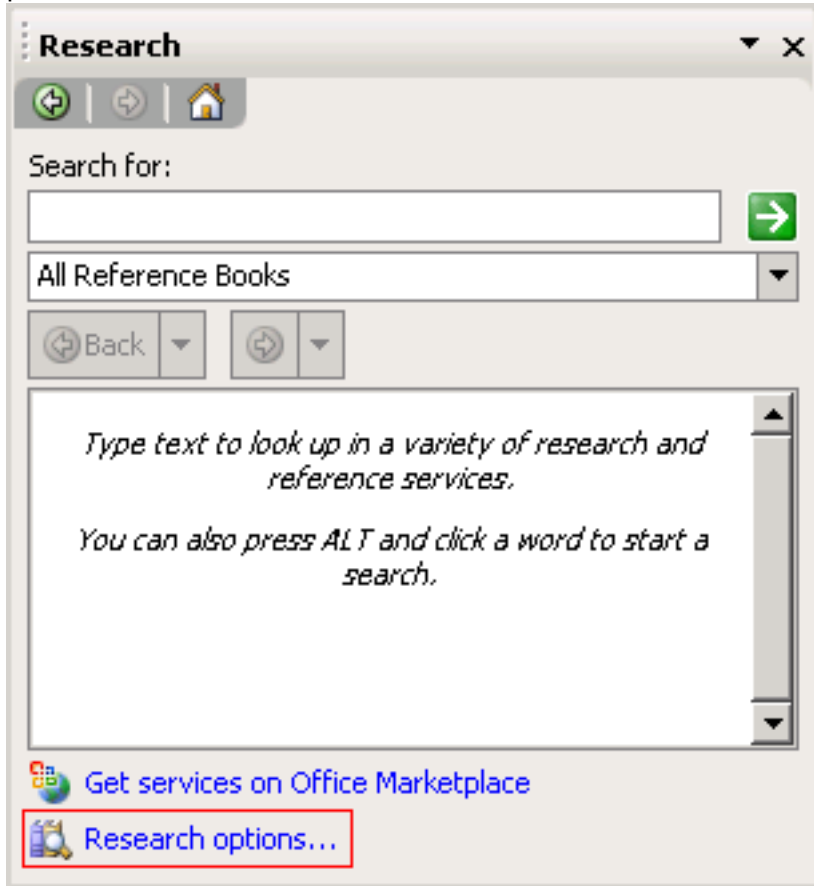 Research
Search for:
All Reference Books
Back
Type text to look up in a variety of research and
reference services.
You can also press ALT and click a word to start a
search.
Get services on Office Marketplace
Research options...